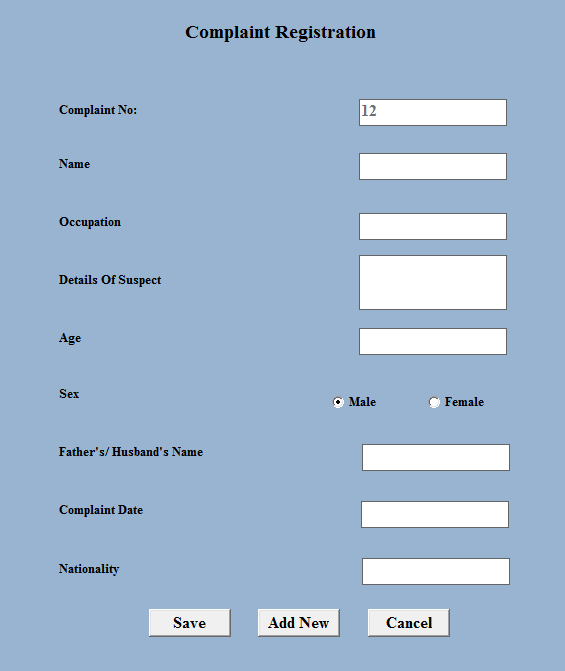 Complaint Registration
Complaint No: 12
Name
Occupation
Details Of Suspect
Age
Sex Male Female
Father's/ Husband's Name
Complaint Date
Nationality
Save Add New Cancel